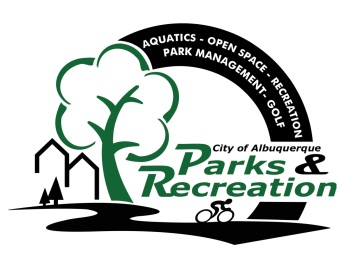 AQUATICS - OPEN SPACE - RECREATION
PARK MANAGEMENT- GOLF
City of Albuquerque
Parks &
Recreation